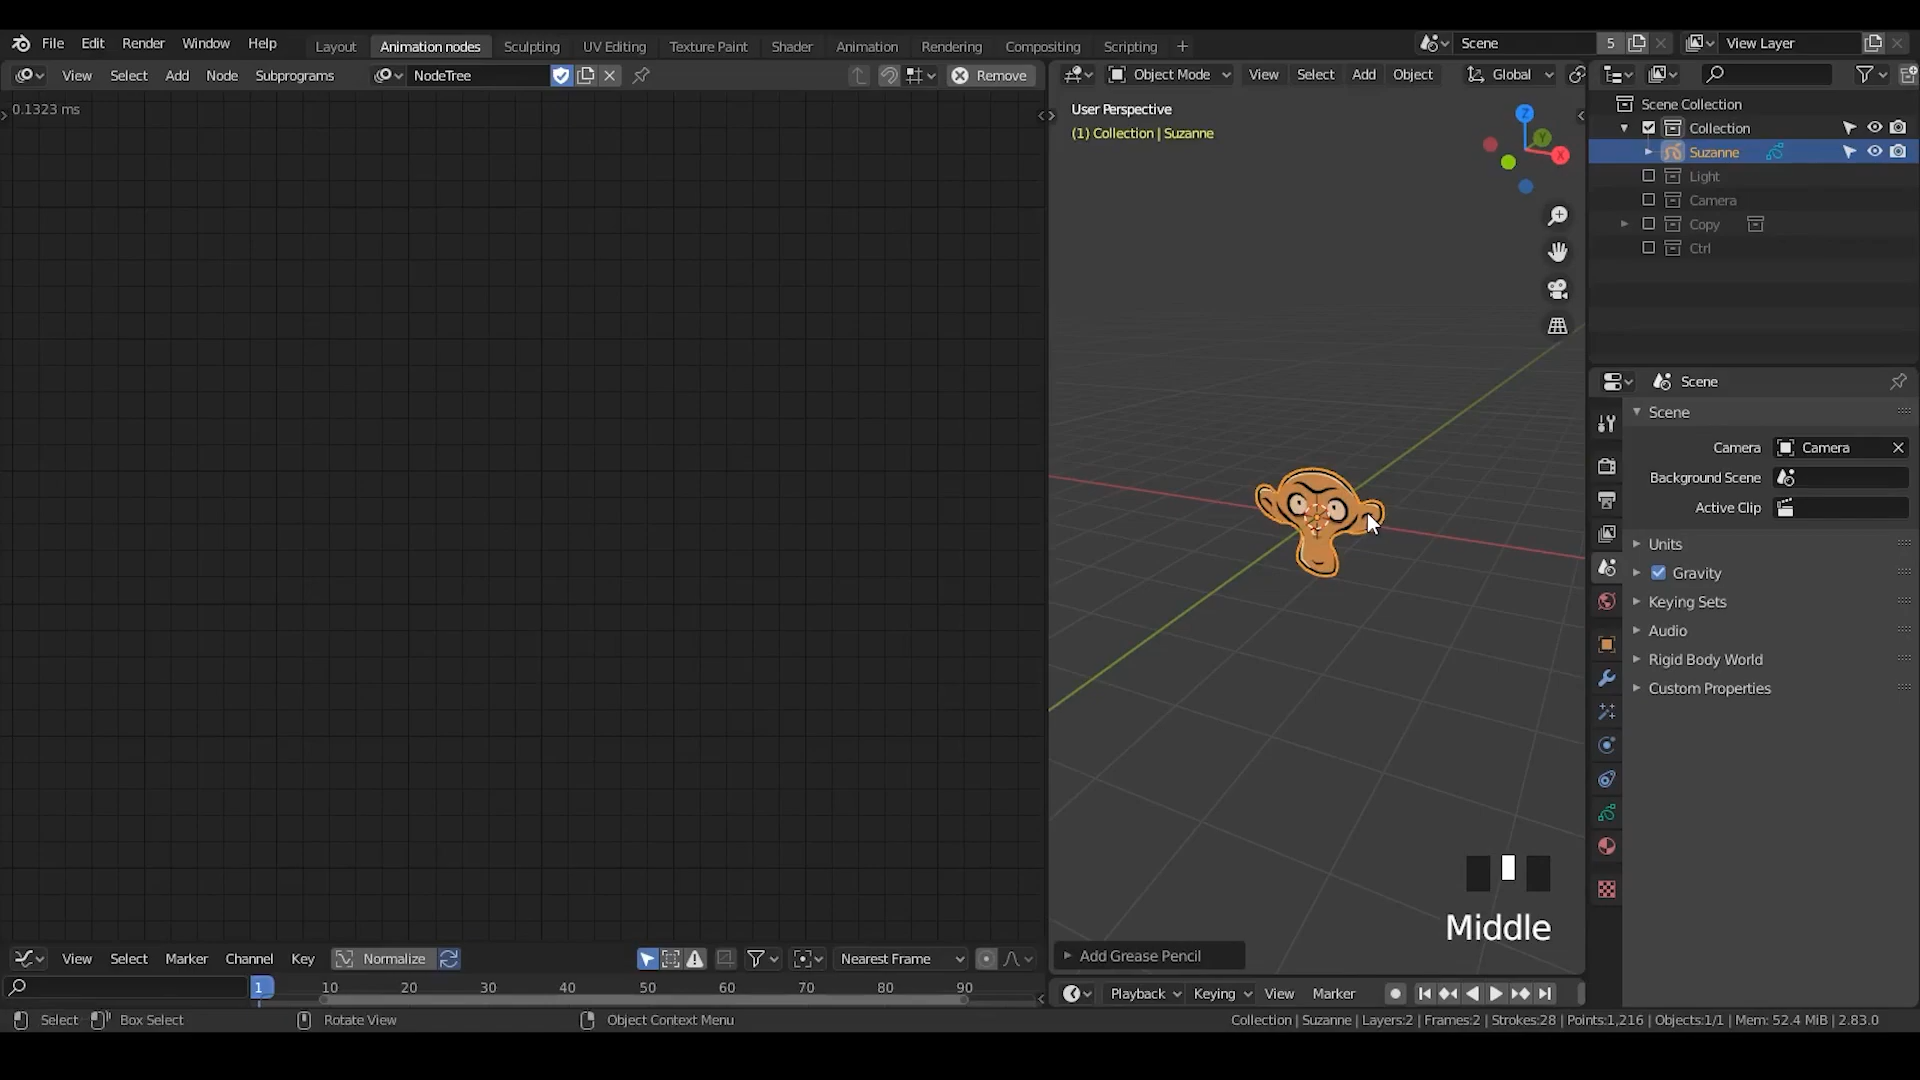 File Edit Render Window Help Layout Animation nodes Sculpting UV Editing Texture Paint Shader Animation Rendering Compositing Scripting + Scene 5 View Layer
View Select Add Node Subprograms NodeTree Remove Object Mode View Select Add Object Global
0.1323 ms
User Perspective
(1) Collection | Suzanne
Z
Y
X
Scene Collection
Collection
Suzanne
Light
Camera
Copy
Ctrl
Scene
Scene
Camera Camera
Background Scene
Active Clip
Units
Gravity
Keying Sets
Audio
Rigid Body World
Custom Properties
Middle
Add Grease Pencil
View Select Marker Channel Key Normalize Nearest Frame
1 10 20 30 40 50 60 70 80 90
Playback Keying View Marker
Select Box Select Rotate View Object Context Menu
Collection | Suzanne | Layers:2 | Frames:2 | Strokes:28 | Points:1,216 | Objects:1/1 | Mem: 52.4 MiB | 2.83.0